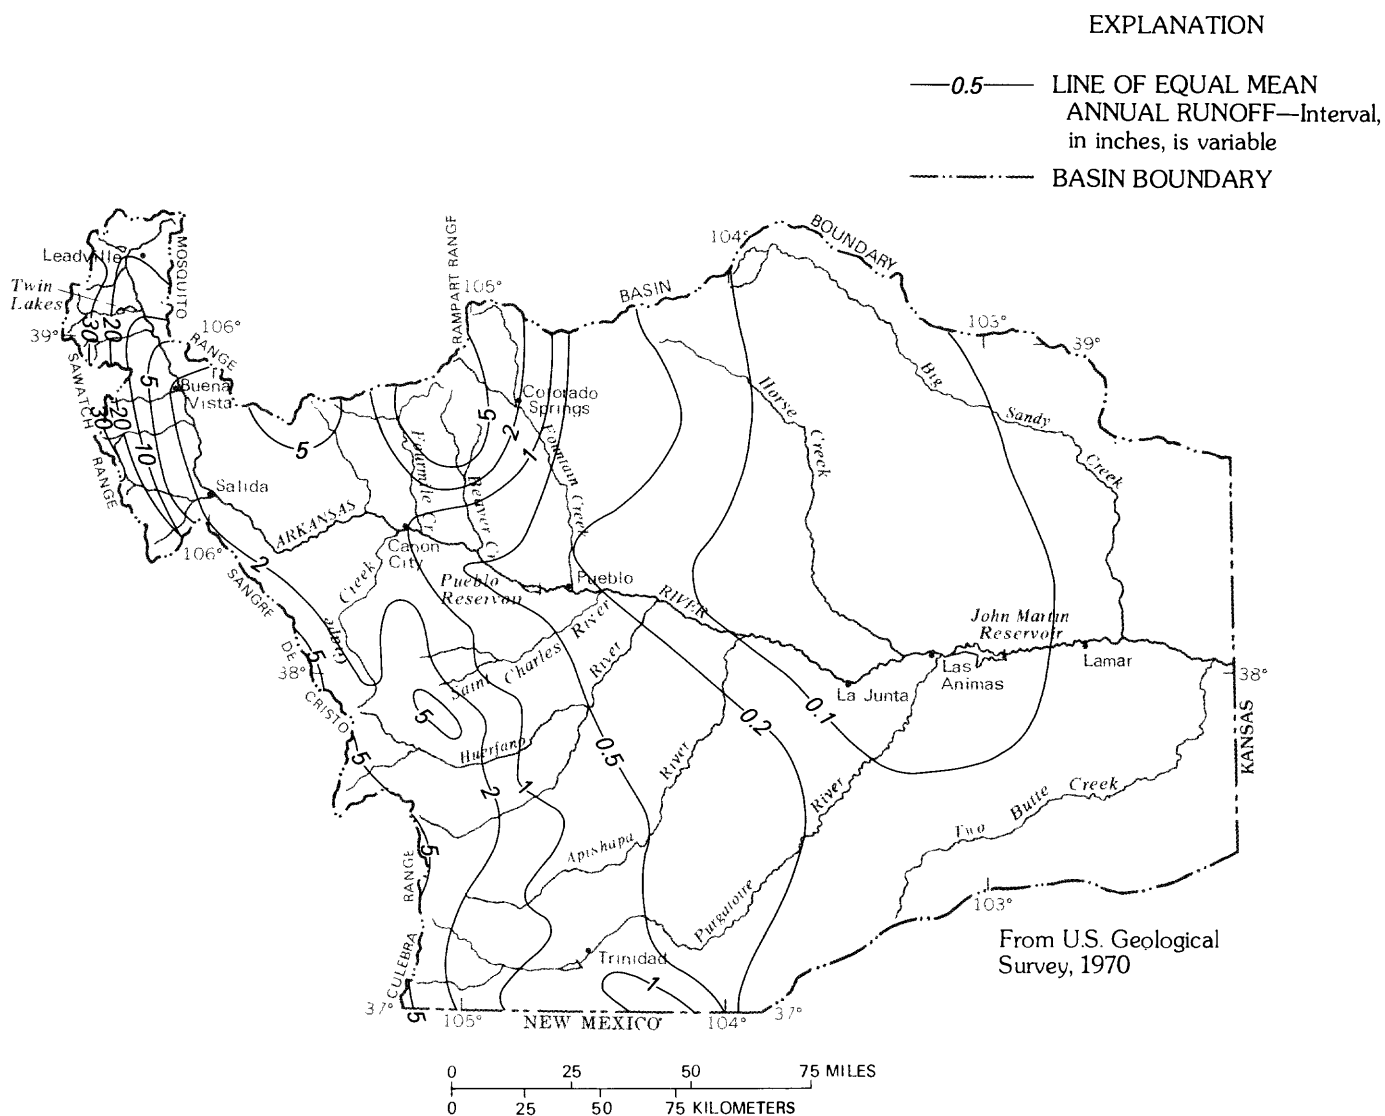 EXPLANATION
0.5
LINE OF EQUAL MEAN
ANNUAL RUNOFF—Interval,
in inches, is variable
BASIN BOUNDARY
BOUNDARY
BASIN
104°
105°
RAMPART RANGE
MOSQUITO
RANGE
Leadville
Twin
Lakes
39°
106°
103°
39°
30
20
5
SAWATCH
RANGE
Buena
Vista
30
20
10
5
Colorado
Springs
5
2
1
Fourmile Cr
Beaver Cr
Fountain Creek
Horse
Creek
Big
Sandy
Creek
Salida
ARKANSAS
Canon
City
106°
2
SANGRE
DE
CRISTO
Creek
Pueblo
Reservoir
Pueblo
RIVER
John Martin
Reservoir
Lamar
Las
Animas
La Junta
38°
38°
5
5
Saint Charles River
River
Huerfano
5
0.5
0.2
0.1
2
1
River
River
Apishapa
Two Butte Creek
KANSAS
5
CULEBRA
RANGE
Purgatoire
Trinidad
1
103°
From U.S. Geological
Survey, 1970
37°
5
105°
NEW MEXICO
104°
37°
0 25 50 75 MILES
0 25 50 75 KILOMETERS